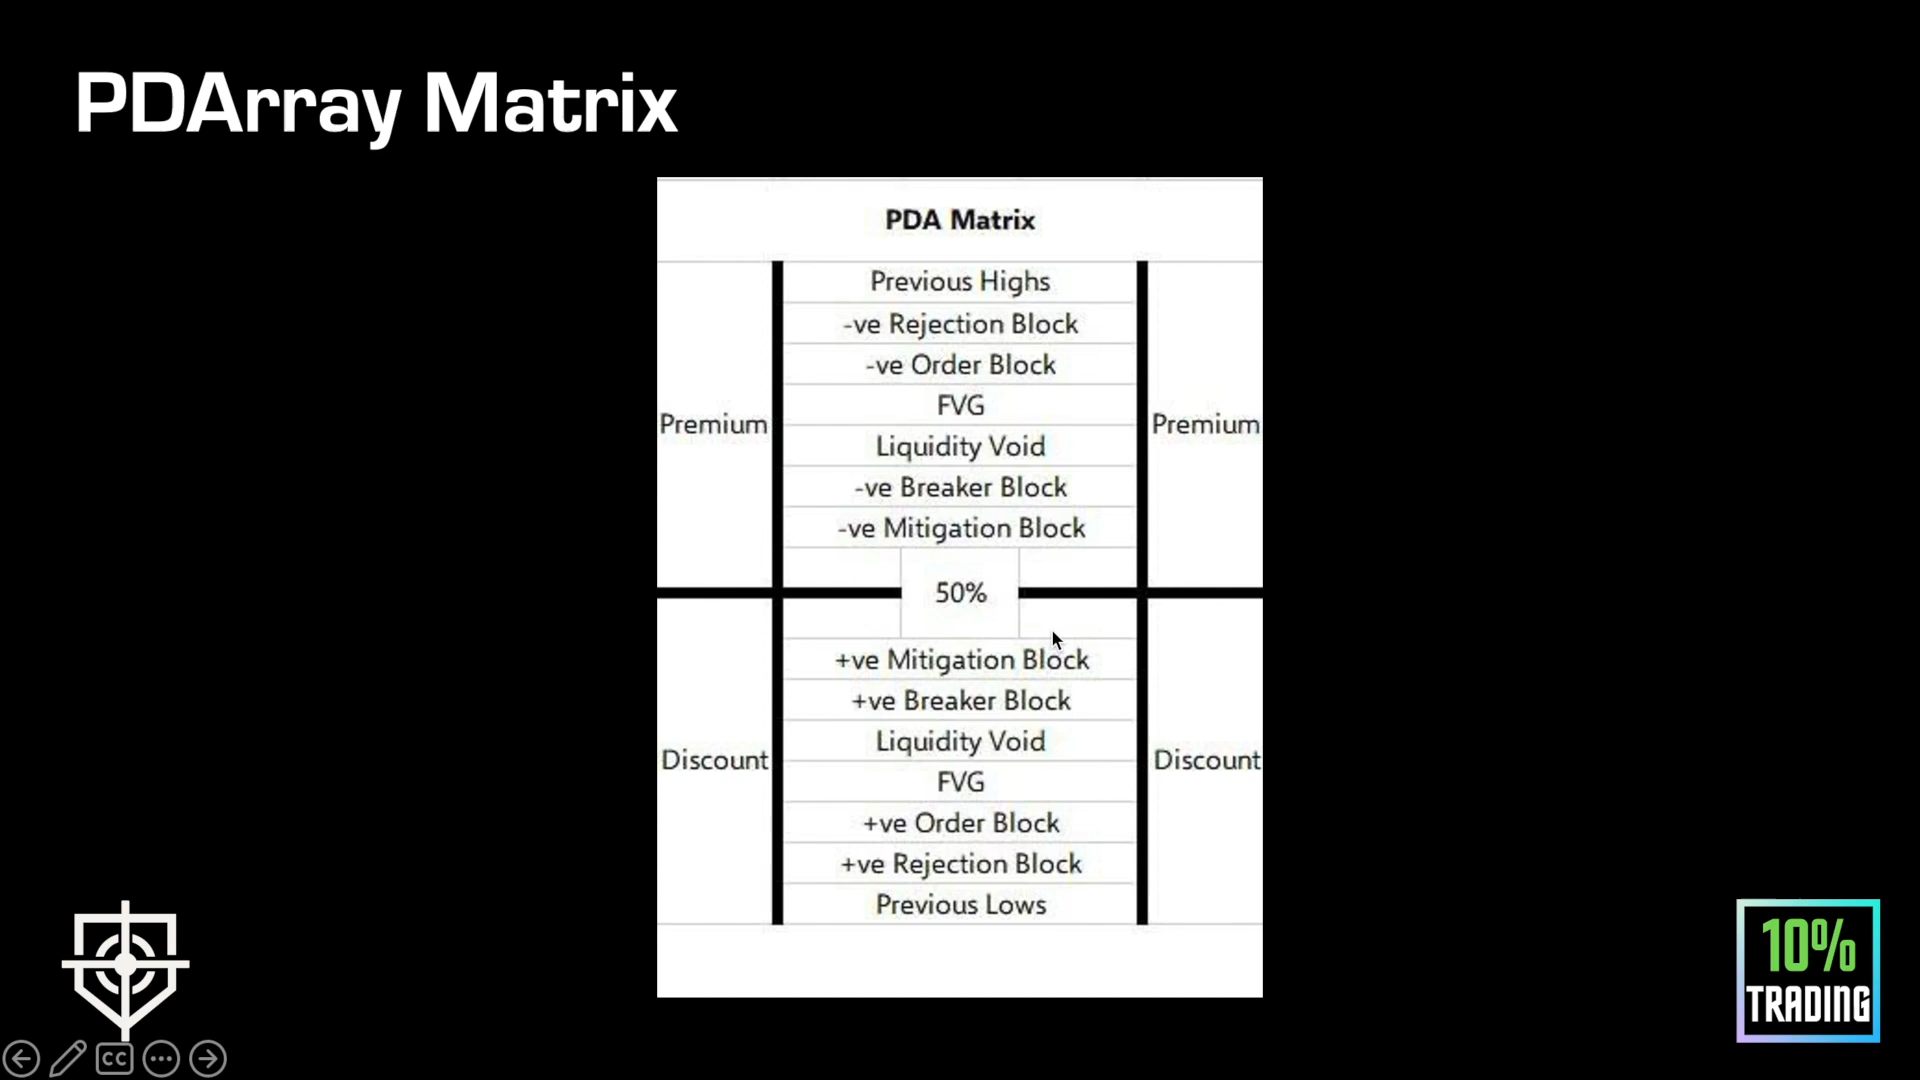 PDArray Matrix
PDA Matrix
Previous Highs
-ve Rejection Block
-ve Order Block
FVG
Premium
Liquidity Void
Premium
-ve Breaker Block
-ve Mitigation Block
50%
+ve Mitigation Block
+ve Breaker Block
Liquidity Void
Discount
FVG
Discount
+ve Order Block
+ve Rejection Block
Previous Lows
10%
TRADING
CC